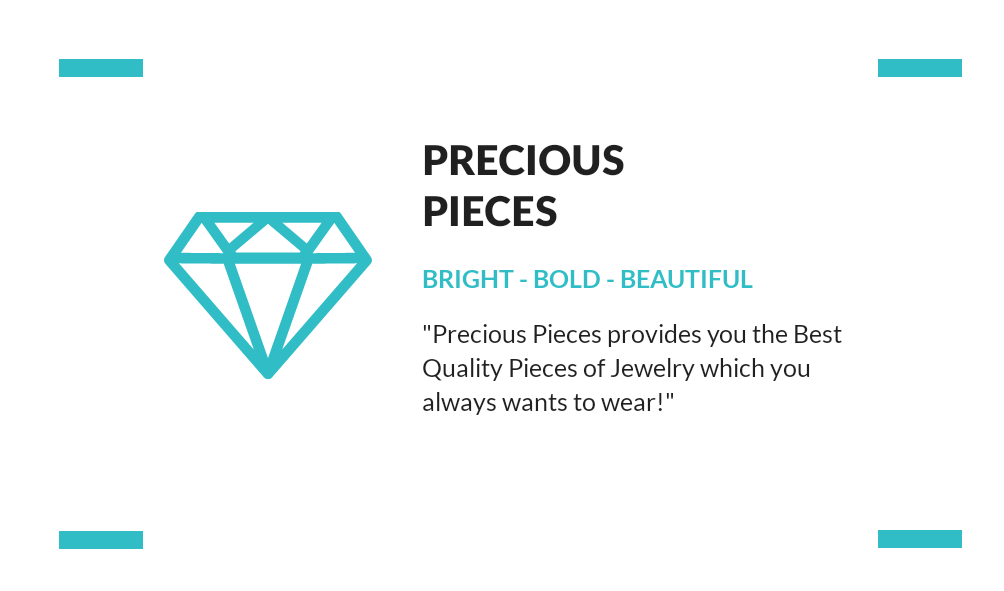 PRECIOUS
PIECES
BRIGHT - BOLD - BEAUTIFUL
"Precious Pieces provides you the Best
Quality Pieces of Jewelry which you
always wants to wear!"